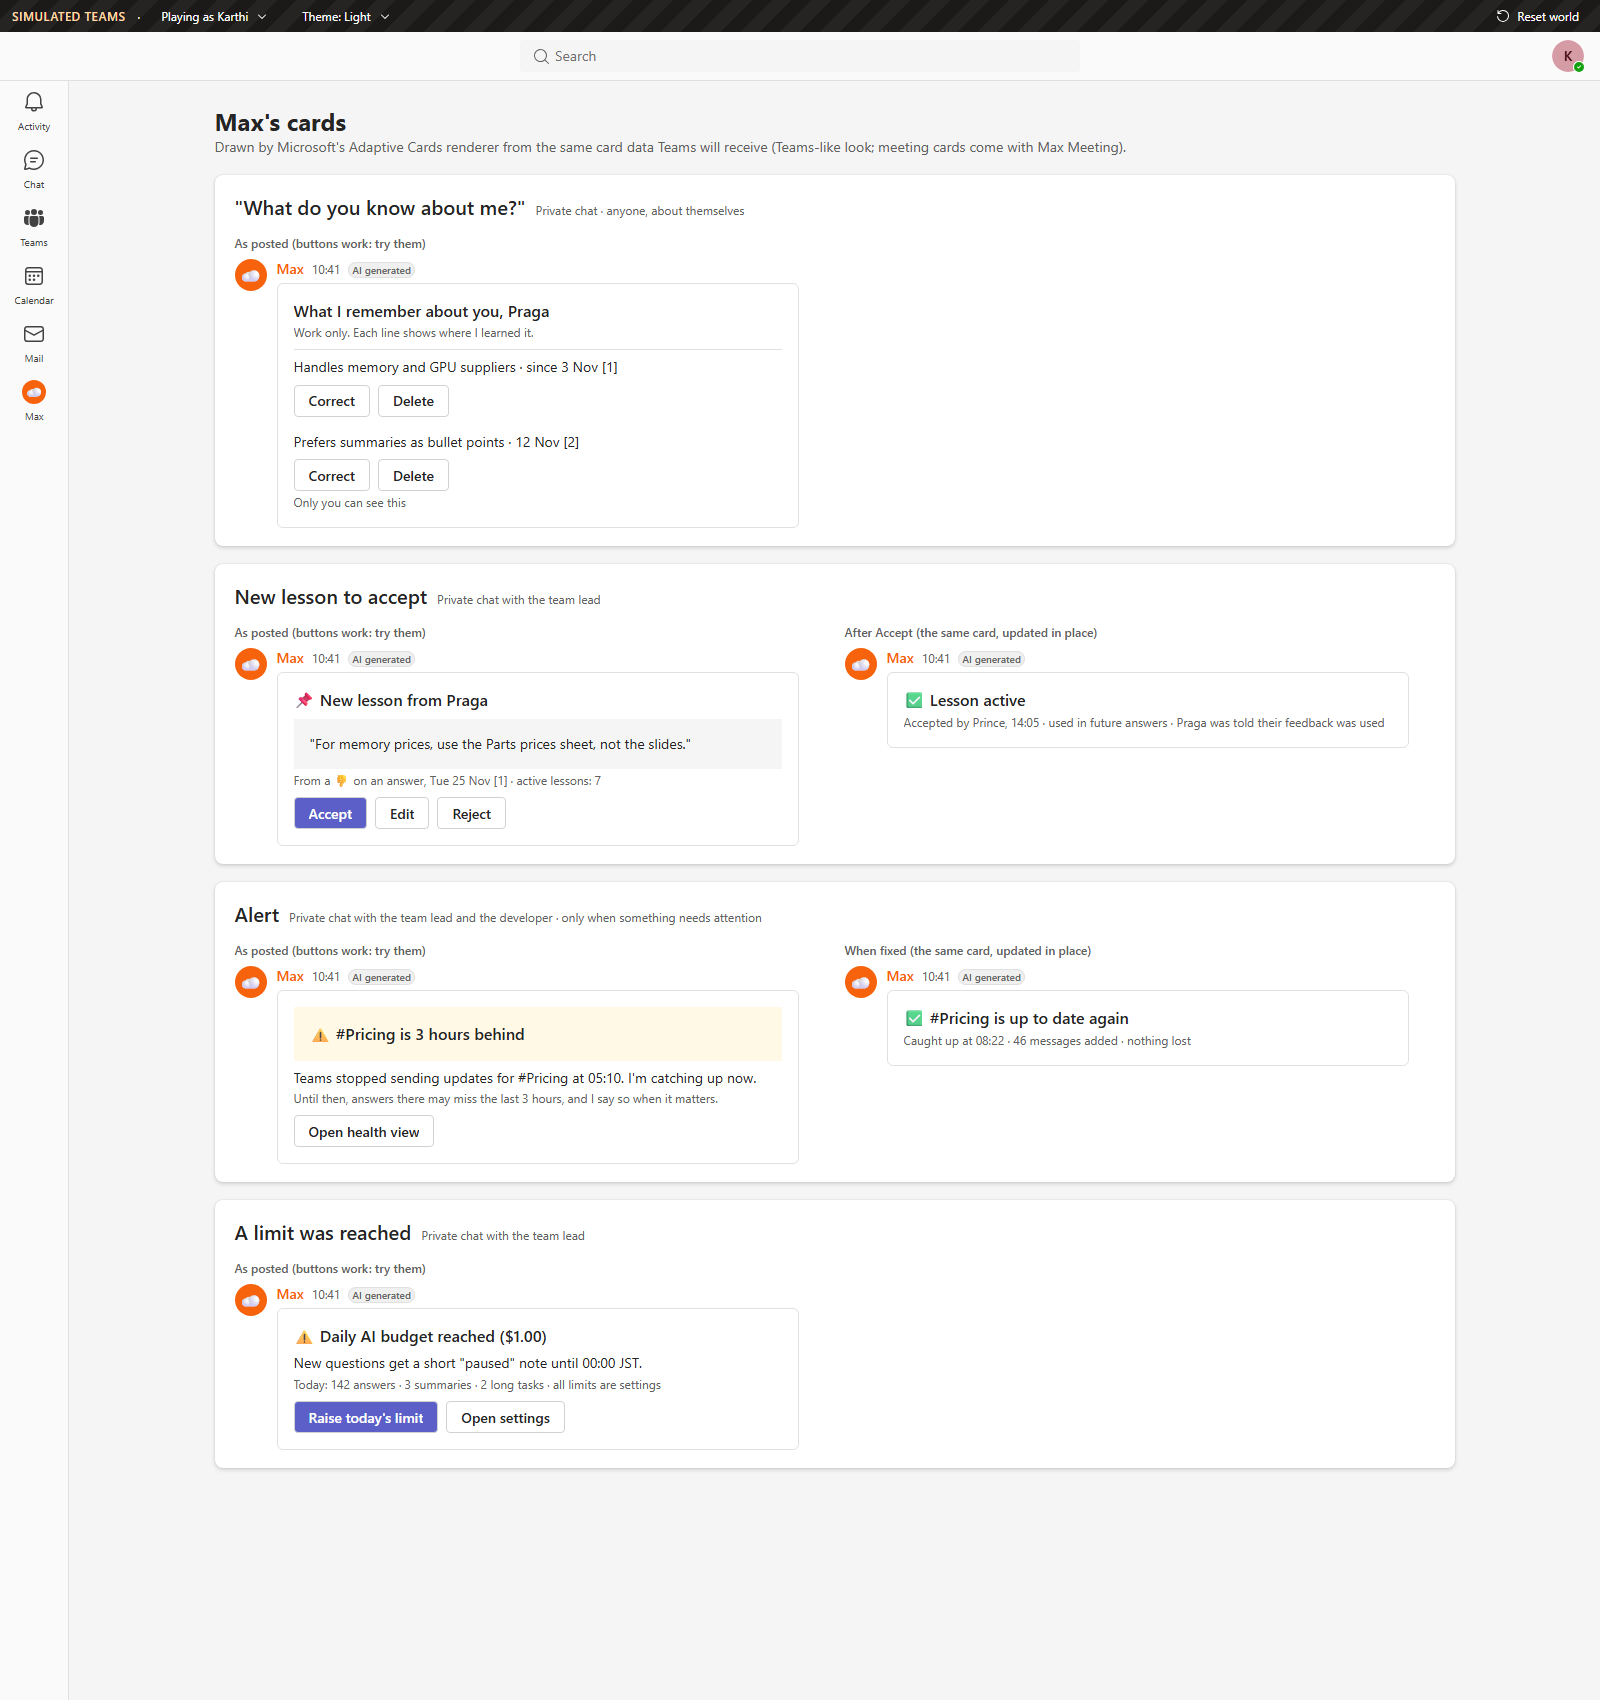 SIMULATED TEAMS · Playing as Karthi Theme: Light Reset world
Search
K
Activity
Chat
Teams
Calendar
Mail
Max
Max's cards
Drawn by Microsoft's Adaptive Cards renderer from the same card data Teams will receive (Teams-like look; meeting cards come with Max Meeting).
"What do you know about me?" Private chat · anyone, about themselves
As posted (buttons work: try them)
Max 10:41 AI generated
What I remember about you, Praga
Work only. Each line shows where I learned it.
Handles memory and GPU suppliers · since 3 Nov [1]
Correct Delete
Prefers summaries as bullet points · 12 Nov [2]
Correct Delete
Only you can see this
New lesson to accept Private chat with the team lead
As posted (buttons work: try them)
Max 10:41 AI generated
📌 New lesson from Praga
"For memory prices, use the Parts prices sheet, not the slides."
From a 👎 on an answer, Tue 25 Nov [1] · active lessons: 7
Accept Edit Reject
After Accept (the same card, updated in place)
Max 10:41 AI generated
✅ Lesson active
Accepted by Prince, 14:05 · used in future answers · Praga was told their feedback was used
Alert Private chat with the team lead and the developer · only when something needs attention
As posted (buttons work: try them)
Max 10:41 AI generated
⚠️ #Pricing is 3 hours behind
Teams stopped sending updates for #Pricing at 05:10. I'm catching up now.
Until then, answers there may miss the last 3 hours, and I say so when it matters.
Open health view
When fixed (the same card, updated in place)
Max 10:41 AI generated
✅ #Pricing is up to date again
Caught up at 08:22 · 46 messages added · nothing lost
A limit was reached Private chat with the team lead
As posted (buttons work: try them)
Max 10:41 AI generated
⚠️ Daily AI budget reached ($1.00)
New questions get a short "paused" note until 00:00 JST.
Today: 142 answers · 3 summaries · 2 long tasks · all limits are settings
Raise today's limit Open settings